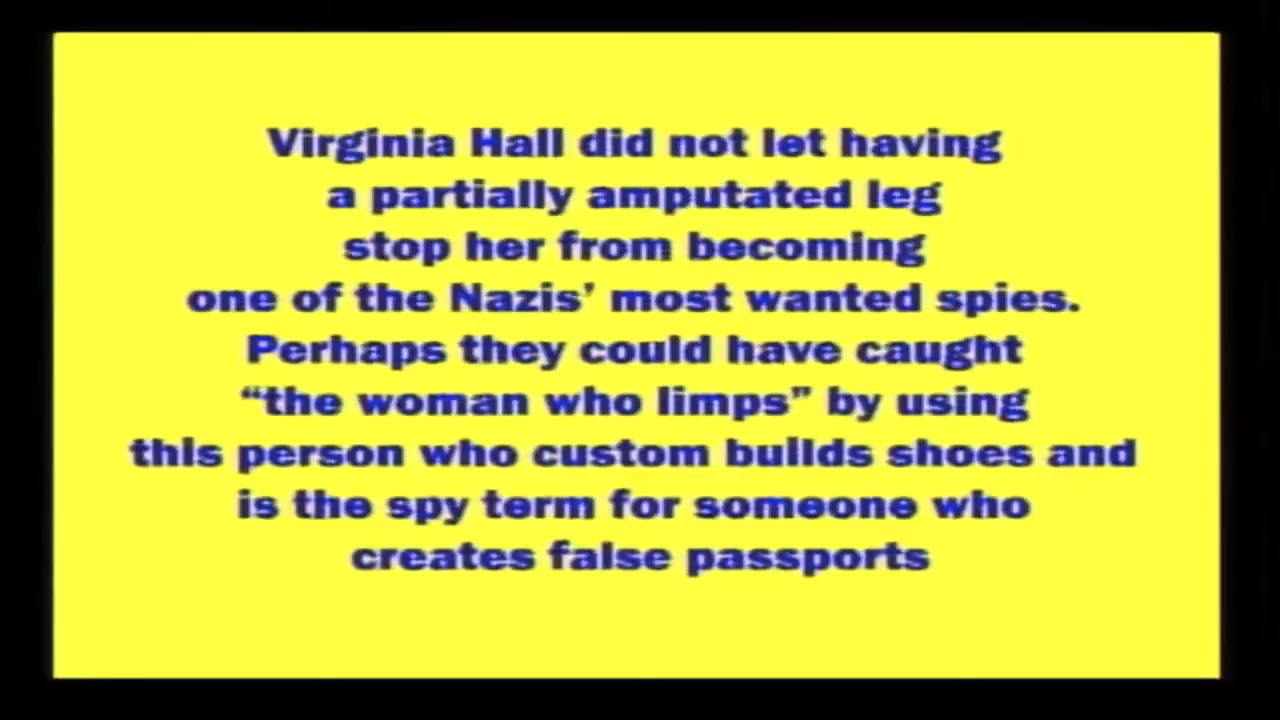 Virginia Hall did not let having
a partially amputated leg
stop her from becoming
one of the Nazis’ most wanted spies.
Perhaps they could have caught
“the woman who limps” by using
this person who custom builds shoes and
is the spy term for someone who
creates false passports